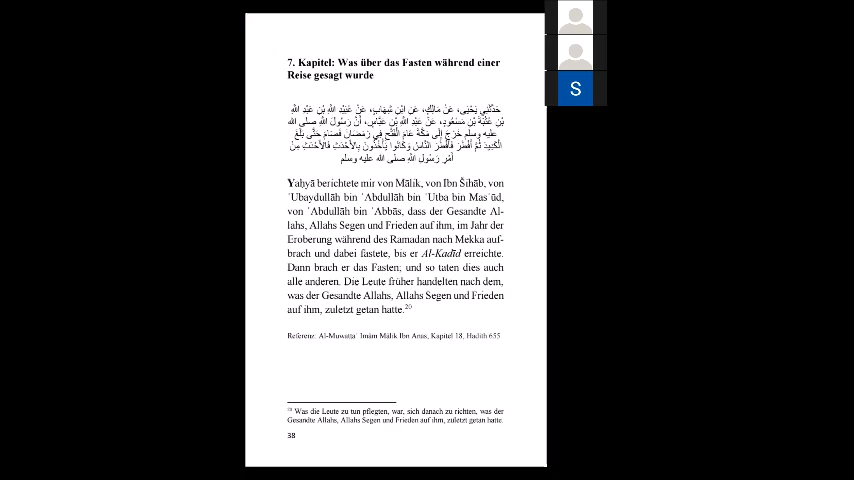 7. Kapitel: Was über das Fasten während einer
Reise gesagt wurde
حَدَّثَنِي يَحْيَى، عَنْ مَالِكٍ، عَنِ ابْنِ شِهَابٍ، عَنْ عُبَيْدِ اللَّهِ بْنِ عَبْدِ اللَّهِ
بْنِ عُتْبَةَ بْنِ مَسْعُودٍ، عَنْ عَبْدِ اللَّهِ بْنِ عَبَّاسٍ، أَنَّ رَسُولَ اللَّهِ صلى الله
عليه وسلم خَرَجَ إِلَى مَكَّةَ عَامَ الْفَتْحِ فِي رَمَضَانَ فَصَامَ حَتَّى بَلَغَ
الْكَدِيدَ ثُمَّ أَفْطَرَ فَأَفْطَرَ النَّاسُ وَكَانُوا يَأْخُذُونَ بِالأَحْدَثِ فَالأَحْدَثِ مِنْ
أَمْرِ رَسُولِ اللَّهِ صلى الله عليه وسلم
Yaḥyā berichtete mir von Mālik, von Ibn Šihāb, von
ʿUbaydullāh bin ʿAbdullāh bin ʿUtba bin Masʿūd,
von ʿAbdullāh bin ʿAbbās, dass der Gesandte Al-
lahs, Allahs Segen und Frieden auf ihm, im Jahr der
Eroberung während des Ramadan nach Mekka auf-
brach und dabei fastete, bis er Al-Kadīd erreichte.
Dann brach er das Fasten; und so taten dies auch
alle anderen. Die Leute früher handelten nach dem,
was der Gesandte Allahs, Allahs Segen und Frieden
auf ihm, zuletzt getan hatte.²⁰
Referenz: Al-Muwattaʾ Imām Mālik Ibn Anas, Kapitel 18, Hadith 655
²⁰ Was die Leute zu tun pflegten, war, sich danach zu richten, was der
Gesandte Allahs, Allahs Segen und Frieden auf ihm, zuletzt getan hatte.
38
S